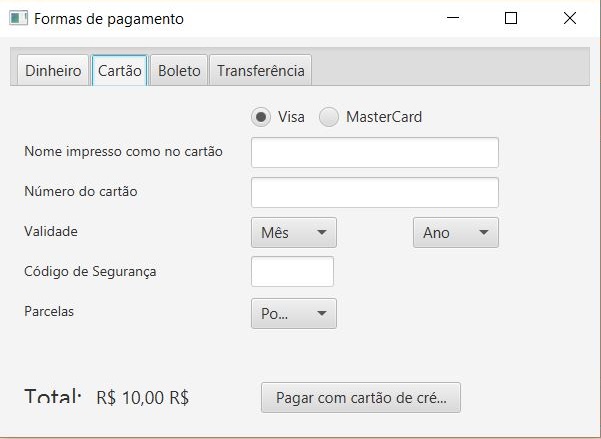 Formas de pagamento
Dinheiro Cartão Boleto Transferência
Visa MasterCard
Nome impresso como no cartão
Número do cartão
Validade Mês Ano
Código de Segurança
Parcelas Po...
Total: R$ 10,00 R$ Pagar com cartão de cré...